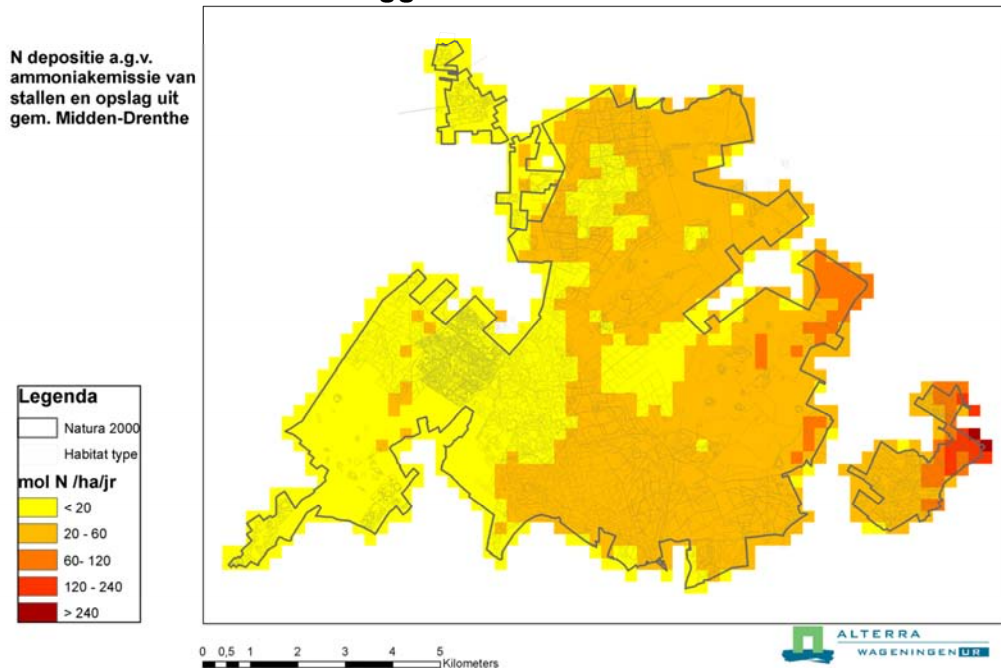 gg
N depositie a.g.v.
ammoniakemissie van
stallen en opslag uit
gem. Midden-Drenthe
Legenda
Natura 2000
Habitat type
mol N /ha/jr
< 20
20 - 60
60- 120
120 - 240
> 240
0 0,5 1 2 3 4 5
Kilometers
ALTERRA
WAGENINGEN UR